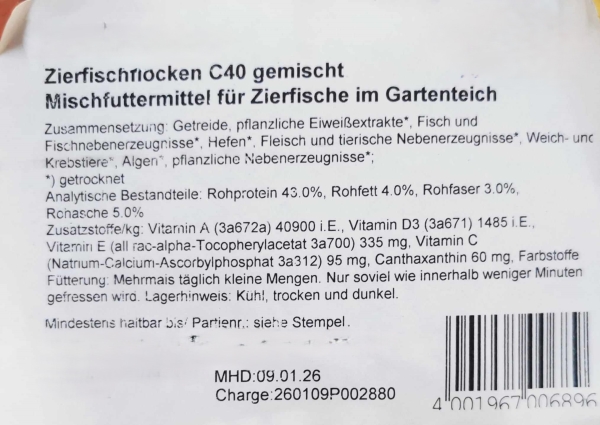 Zierfischflocken C40 gemischt
Mischfuttermittel für Zierfische im Gartenteich
Zusammensetzung: Getreide, pflanzliche Eiweißextrakte*, Fisch und
Fischnebenerzeugnisse*, Hefen*, Fleisch und tierische Nebenerzeugnisse*, Weich- und
Krebstiere*, Algen*, pflanzliche Nebenerzeugnisse*;
*) getrocknet
Analytische Bestandteile: Rohprotein 43.0%, Rohfett 4.0%, Rohfaser 3.0%,
Rohasche 5.0%
Zusatzstoffe/kg: Vitamin A (3a672a) 40900 i.E., Vitamin D3 (3a671) 1485 i.E.,
Vitamin E (all rac-alpha-Tocopherylacetat 3a700) 335 mg, Vitamin C
(Natrium-Calcium-Ascorbylphosphat 3a312) 95 mg, Canthaxanthin 60 mg, Farbstoffe
Fütterung: Mehrmals täglich kleine Mengen. Nur soviel wie innerhalb weniger Minuten
gefressen wird. Lagerhinweis: Kühl, trocken und dunkel.
Mindestens haltbar bis/ Partienr.: siehe Stempel.
MHD:09.01.26
Charge:260109P002880
4 001967 006896